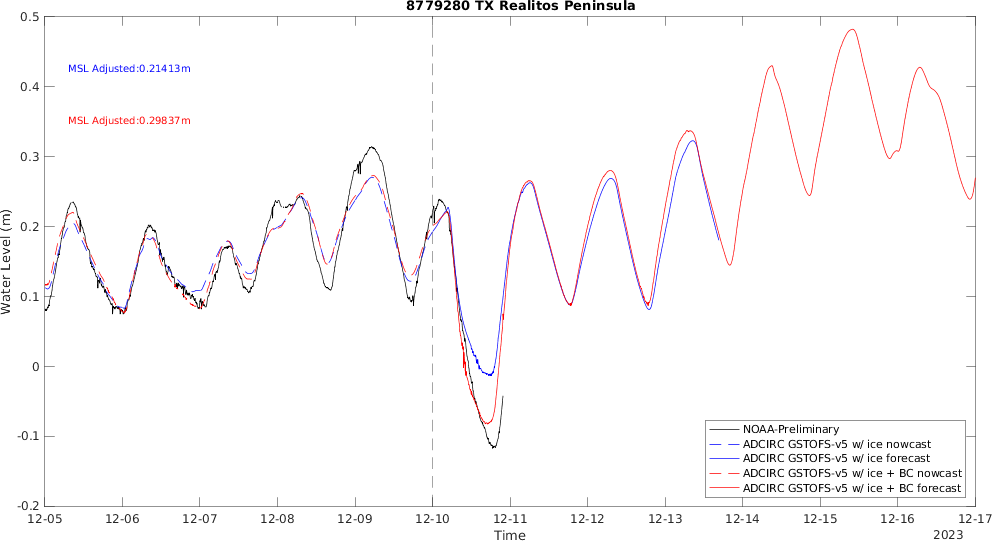 8779280 TX Realitos Peninsula
MSL Adjusted:0.21413m
MSL Adjusted:0.29837m
Water Level (m)
0.5
0.4
0.3
0.2
0.1
0
-0.1
-0.2
12-05 12-06 12-07 12-08 12-09 12-10 12-11 12-12 12-13 12-14 12-15 12-16 12-17
Time
2023
NOAA-Preliminary
ADCIRC GSTOFS-v5 w/ ice nowcast
ADCIRC GSTOFS-v5 w/ ice forecast
ADCIRC GSTOFS-v5 w/ ice + BC nowcast
ADCIRC GSTOFS-v5 w/ ice + BC forecast